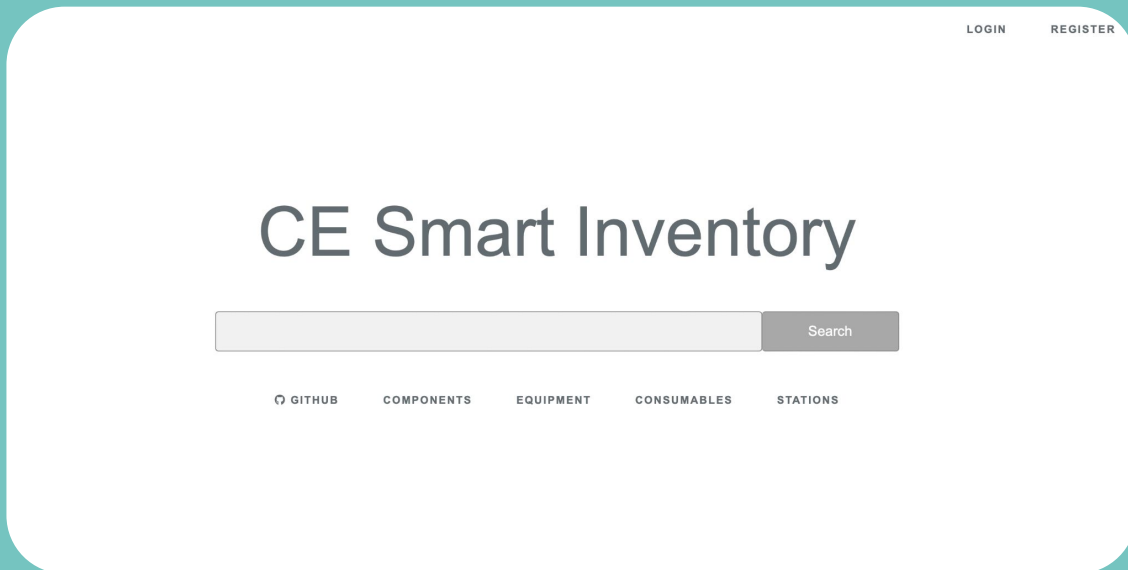 LOGIN REGISTER
CE Smart Inventory
Search
GITHUB COMPONENTS EQUIPMENT CONSUMABLES STATIONS